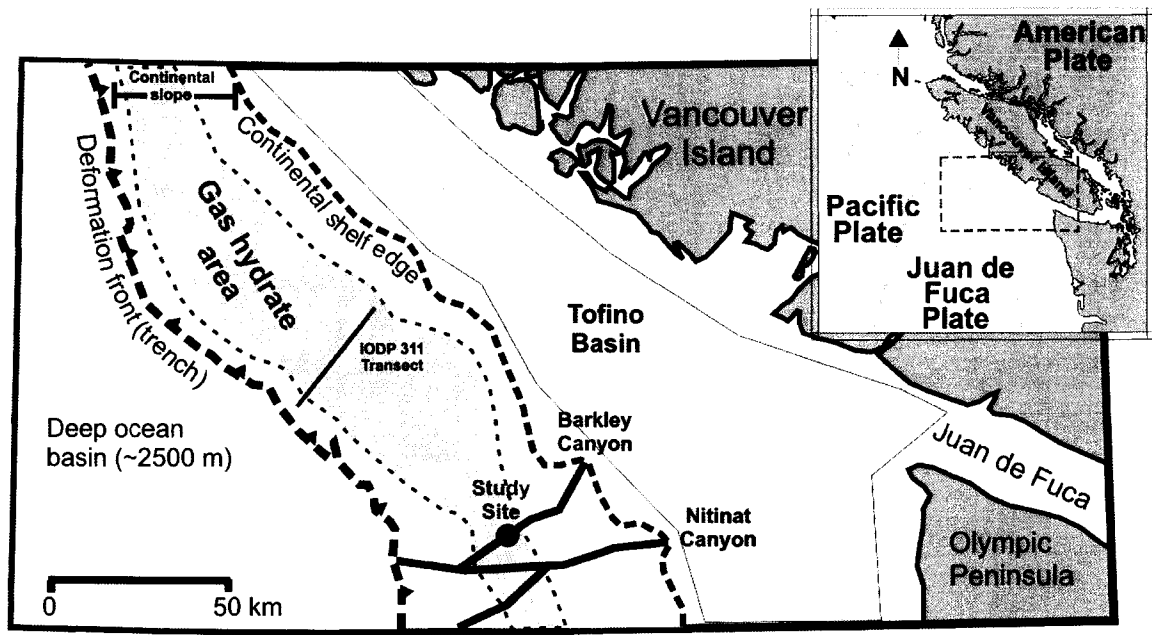 American
Plate
N
Vancouver Island
Pacific
Plate
Juan de
Fuca
Plate
Continental
slope
Vancouver
Island
Continental shelf edge
Gas hydrate
area
Deformation front (trench)
Tofino
Basin
IODP 311
Transect
Deep ocean
basin (~2500 m)
Barkley
Canyon
Study
Site
Nitinat
Canyon
Juan de Fuca
Olympic
Peninsula
0
50 km